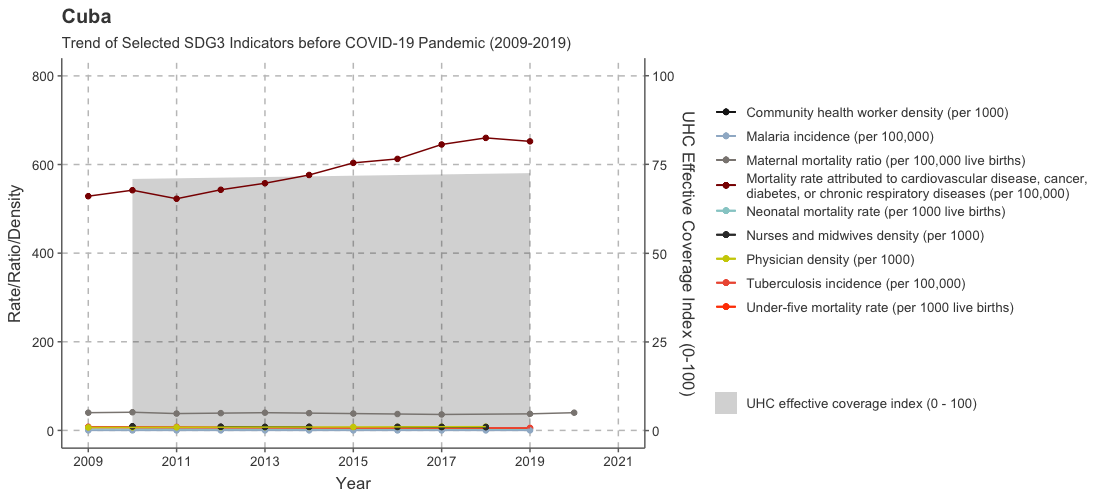 Cuba
Trend of Selected SDG3 Indicators before COVID-19 Pandemic (2009-2019)
800
600
400
200
0
Rate/Ratio/Density
100
75
50
25
0
UHC Effective Coverage Index (0-100)
2009
2011
2013
2015
2017
2019
2021
Year
Community health worker density (per 1000)
Malaria incidence (per 100,000)
Maternal mortality ratio (per 100,000 live births)
Mortality rate attributed to cardiovascular disease, cancer,
diabetes, or chronic respiratory diseases (per 100,000)
Neonatal mortality rate (per 1000 live births)
Nurses and midwives density (per 1000)
Physician density (per 1000)
Tuberculosis incidence (per 100,000)
Under-five mortality rate (per 1000 live births)
UHC effective coverage index (0 - 100)